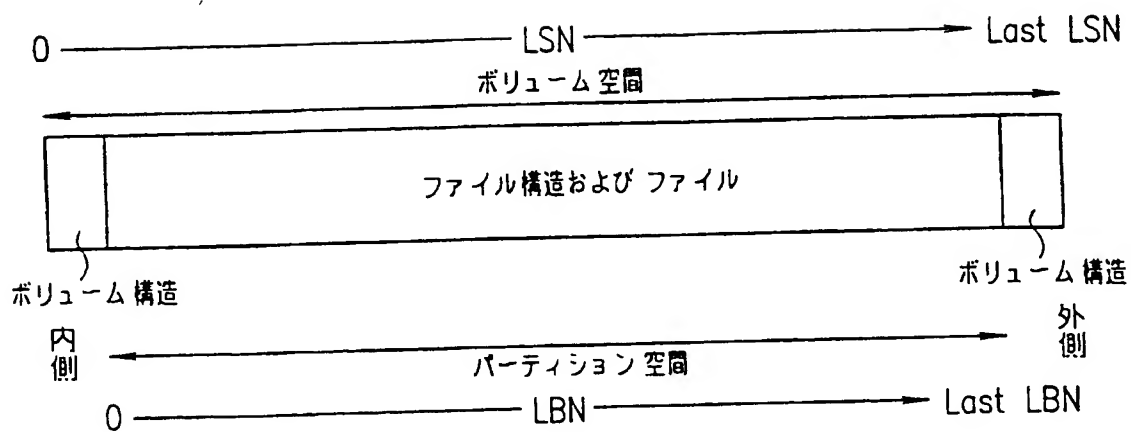 0 LSN Last LSN
ボリューム 空間
ファイル構造および ファイル
ボリューム 構造
ボリューム 構造
内側
外側
パーティション 空間
0 LBN Last LBN